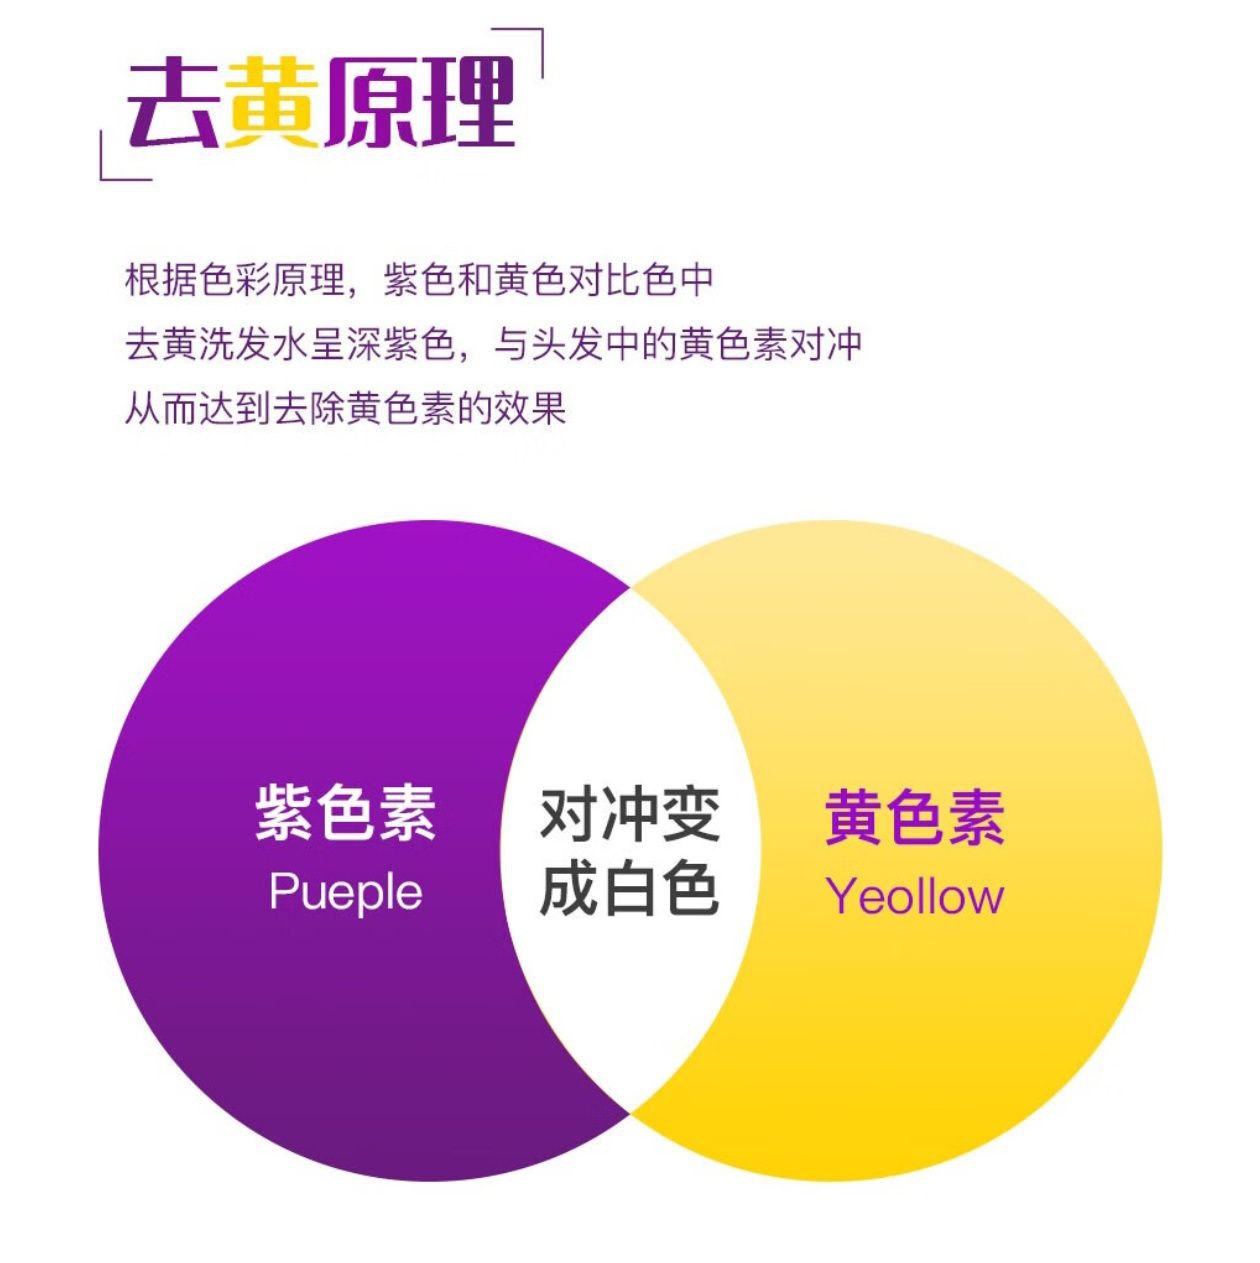 去黄原理
根据色彩原理，紫色和黄色对比色中
去黄洗发水呈深紫色，与头发中的黄色素对冲
从而达到去除黄色素的效果
紫色素
Pueple
对冲变
成白色
黄色素
Yeollow